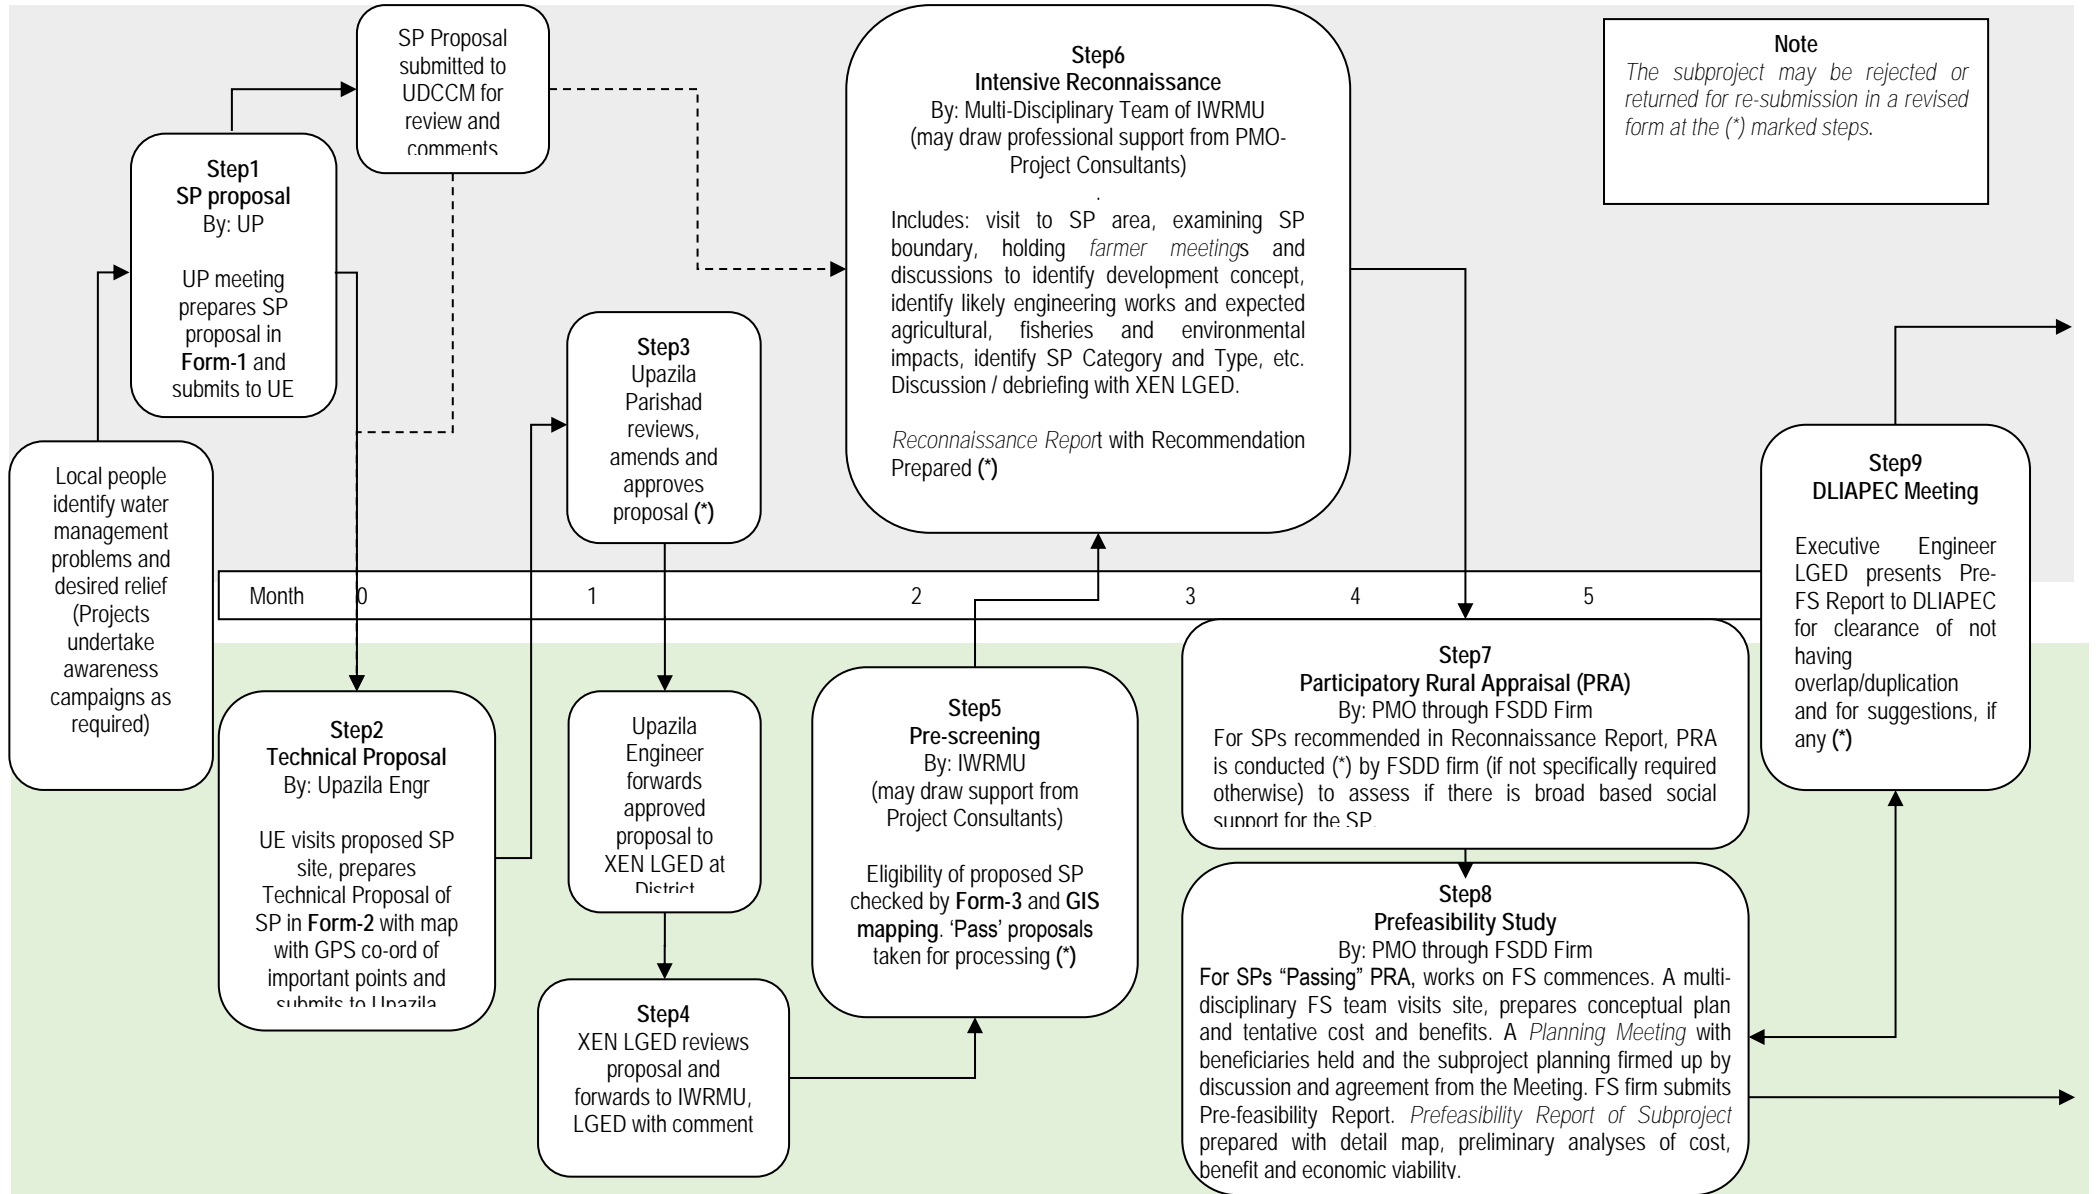 SP Proposal
submitted to
UDCCM for
review and
comments
Step1
SP proposal
By: UP
UP meeting
prepares SP
proposal in
Form-1 and
submits to UE
Local people
identify water
management
problems and
desired relief
(Projects
undertake
awareness
campaigns as
required)
Step3
Upazila
Parishad
reviews,
amends and
approves
proposal (*)
Step6
Intensive Reconnaissance
By: Multi-Disciplinary Team of IWRMU
(may draw professional support from PMO-
Project Consultants)
.
Includes: visit to SP area, examining SP
boundary, holding farmer meetings and
discussions to identify development concept,
identify likely engineering works and expected
agricultural, fisheries and environmental
impacts, identify SP Category and Type, etc.
Discussion / debriefing with XEN LGED.
Reconnaissance Report with Recommendation
Prepared (*)
Note
The subproject may be rejected or
returned for re-submission in a revised
form at the (*) marked steps.
Month 0 1 2 3 4 5
Step2
Technical Proposal
By: Upazila Engr
UE visits proposed SP
site, prepares
Technical Proposal of
SP in Form-2 with map
with GPS co-ord of
important points and
submits to Upazila
Upazila
Engineer
forwards
approved
proposal to
XEN LGED at
District
Step4
XEN LGED reviews
proposal and
forwards to IWRMU,
LGED with comment
Step5
Pre-screening
By: IWRMU
(may draw support from
Project Consultants)
Eligibility of proposed SP
checked by Form-3 and GIS
mapping. ‘Pass’ proposals
taken for processing (*)
Step7
Participatory Rural Appraisal (PRA)
By: PMO through FSDD Firm
For SPs recommended in Reconnaissance Report, PRA
is conducted (*) by FSDD firm (if not specifically required
otherwise) to assess if there is broad based social
support for the SP.
Step8
Prefeasibility Study
By: PMO through FSDD Firm
For SPs “Passing” PRA, works on FS commences. A multi-
disciplinary FS team visits site, prepares conceptual plan
and tentative cost and benefits. A Planning Meeting with
beneficiaries held and the subproject planning firmed up by
discussion and agreement from the Meeting. FS firm submits
Pre-feasibility Report. Prefeasibility Report of Subproject
prepared with detail map, preliminary analyses of cost,
benefit and economic viability.
Step9
DLIAPEC Meeting
Executive Engineer
LGED presents Pre-
FS Report to DLIAPEC
for clearance of not
having
overlap/duplication
and for suggestions, if
any (*)